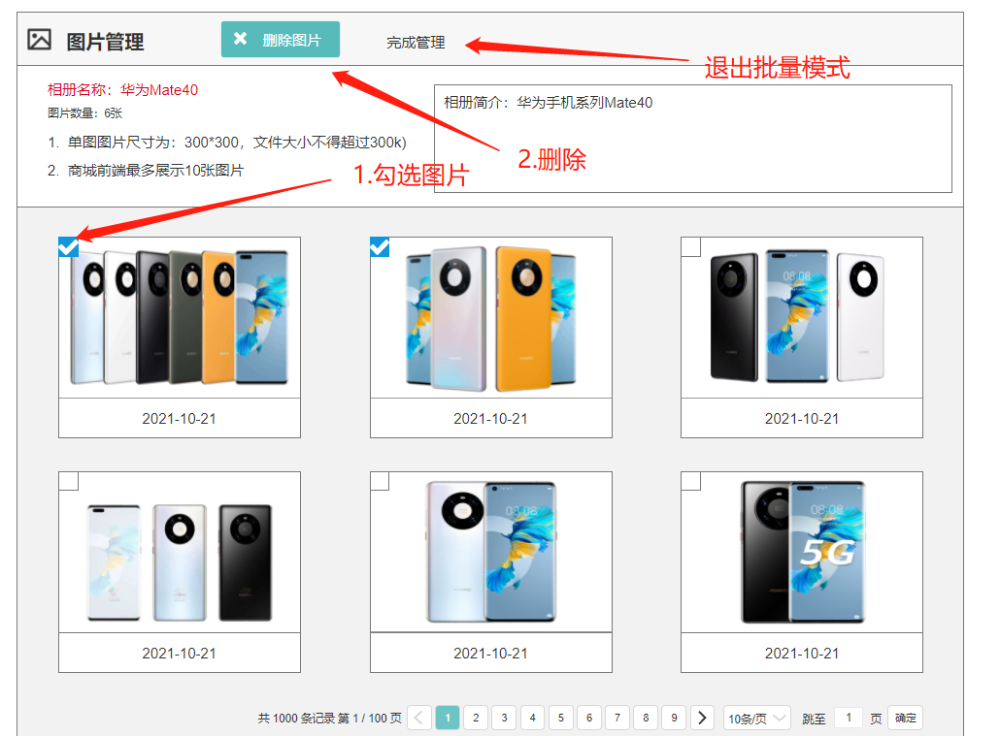 图片管理
删除图片
完成管理
退出批量模式
相册名称：华为Mate40
图片数量：6张
1. 单图图片尺寸为：300*300，文件大小不得超过300k)
2. 商城前端最多展示10张图片
相册简介：华为手机系列Mate40
2.删除
1.勾选图片
08:08
2021-10-21
2021-10-21
2021-10-21
08:08
08:08
5G
2021-10-21
2021-10-21
2021-10-21
共 1000 条记录 第 1 / 100 页 1 2 3 4 5 6 7 8 9 10条/页 跳至 1 页 确定